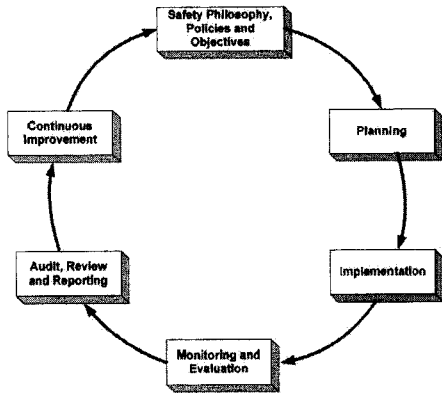 Safety Philosophy,
Policies and
Objectives
Planning
Implementation
Monitoring and
Evaluation
Audit, Review
and Reporting
Continuous
Improvement